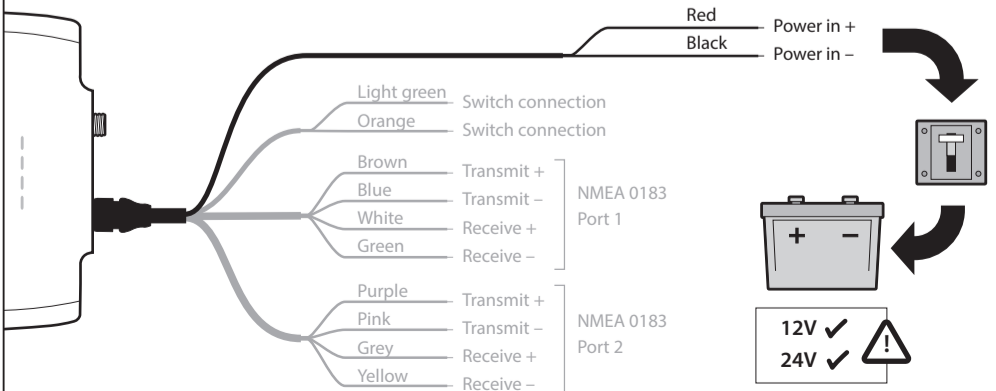 Red Power in +
Black Power in –
Light green Switch connection
Orange Switch connection
Brown Transmit +
Blue Transmit –
White Receive +
Green Receive –
NMEA 0183
Port 1
Purple Transmit +
Pink Transmit –
Grey Receive +
Yellow Receive –
NMEA 0183
Port 2
+ –
12V ✓
24V ✓
!